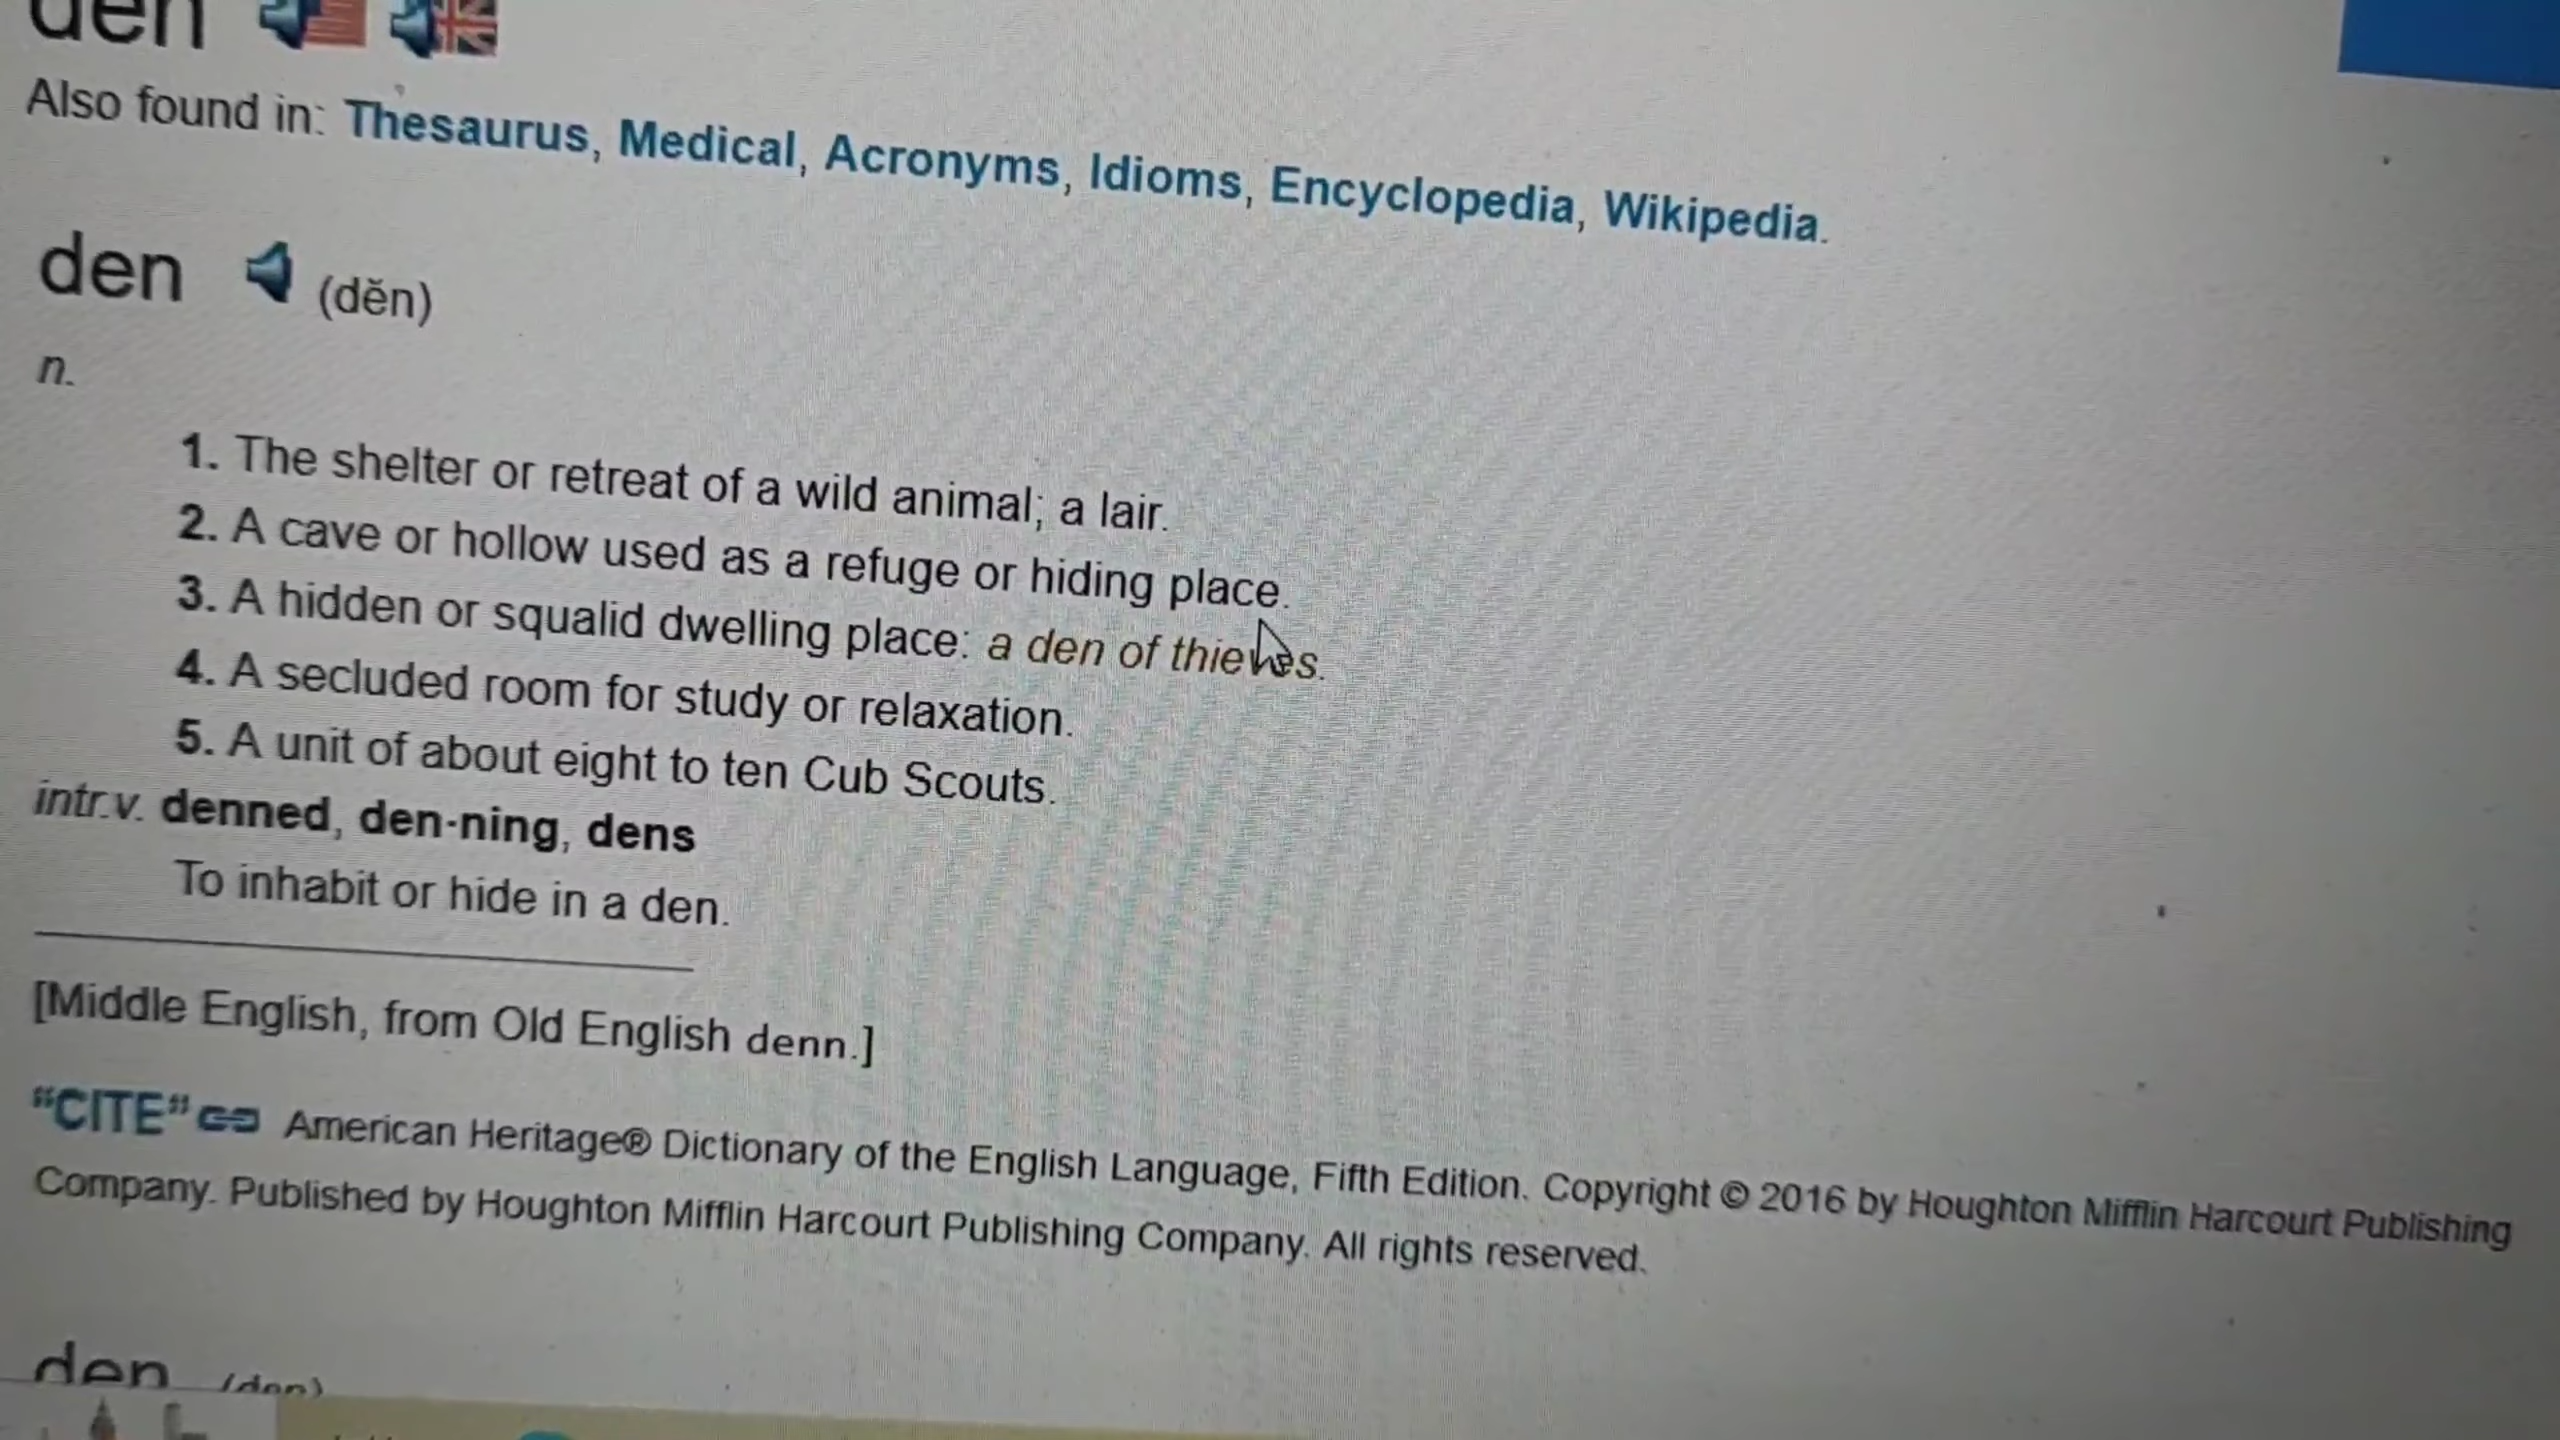 den
Also found in: Thesaurus, Medical, Acronyms, Idioms, Encyclopedia, Wikipedia.
den (dĕn)
n.
1. The shelter or retreat of a wild animal; a lair.
2. A cave or hollow used as a refuge or hiding place.
3. A hidden or squalid dwelling place: a den of thieves.
4. A secluded room for study or relaxation.
5. A unit of about eight to ten Cub Scouts.
intr.v. denned, den·ning, dens
To inhabit or hide in a den.
[Middle English, from Old English denn.]
“CITE” American Heritage® Dictionary of the English Language, Fifth Edition. Copyright © 2016 by Houghton Mifflin Harcourt Publishing
Company. Published by Houghton Mifflin Harcourt Publishing Company. All rights reserved.
den (dɛn)